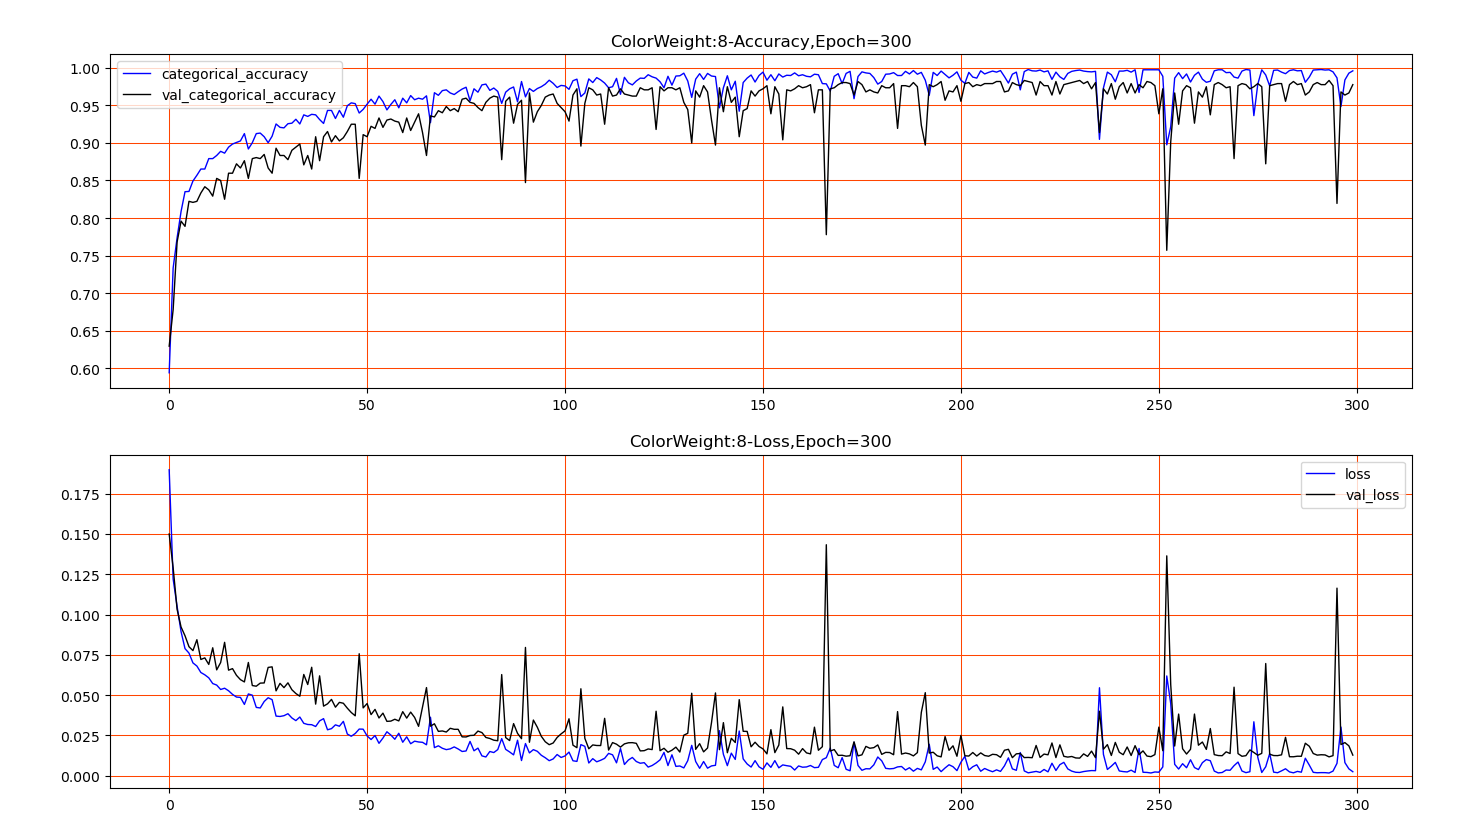 ColorWeight:8-Accuracy,Epoch=300
categorical_accuracy
val_categorical_accuracy
1.00
0.95
0.90
0.85
0.80
0.75
0.70
0.65
0.60
0 50 100 150 200 250 300
ColorWeight:8-Loss,Epoch=300
loss
val_loss
0.175
0.150
0.125
0.100
0.075
0.050
0.025
0.000
0 50 100 150 200 250 300